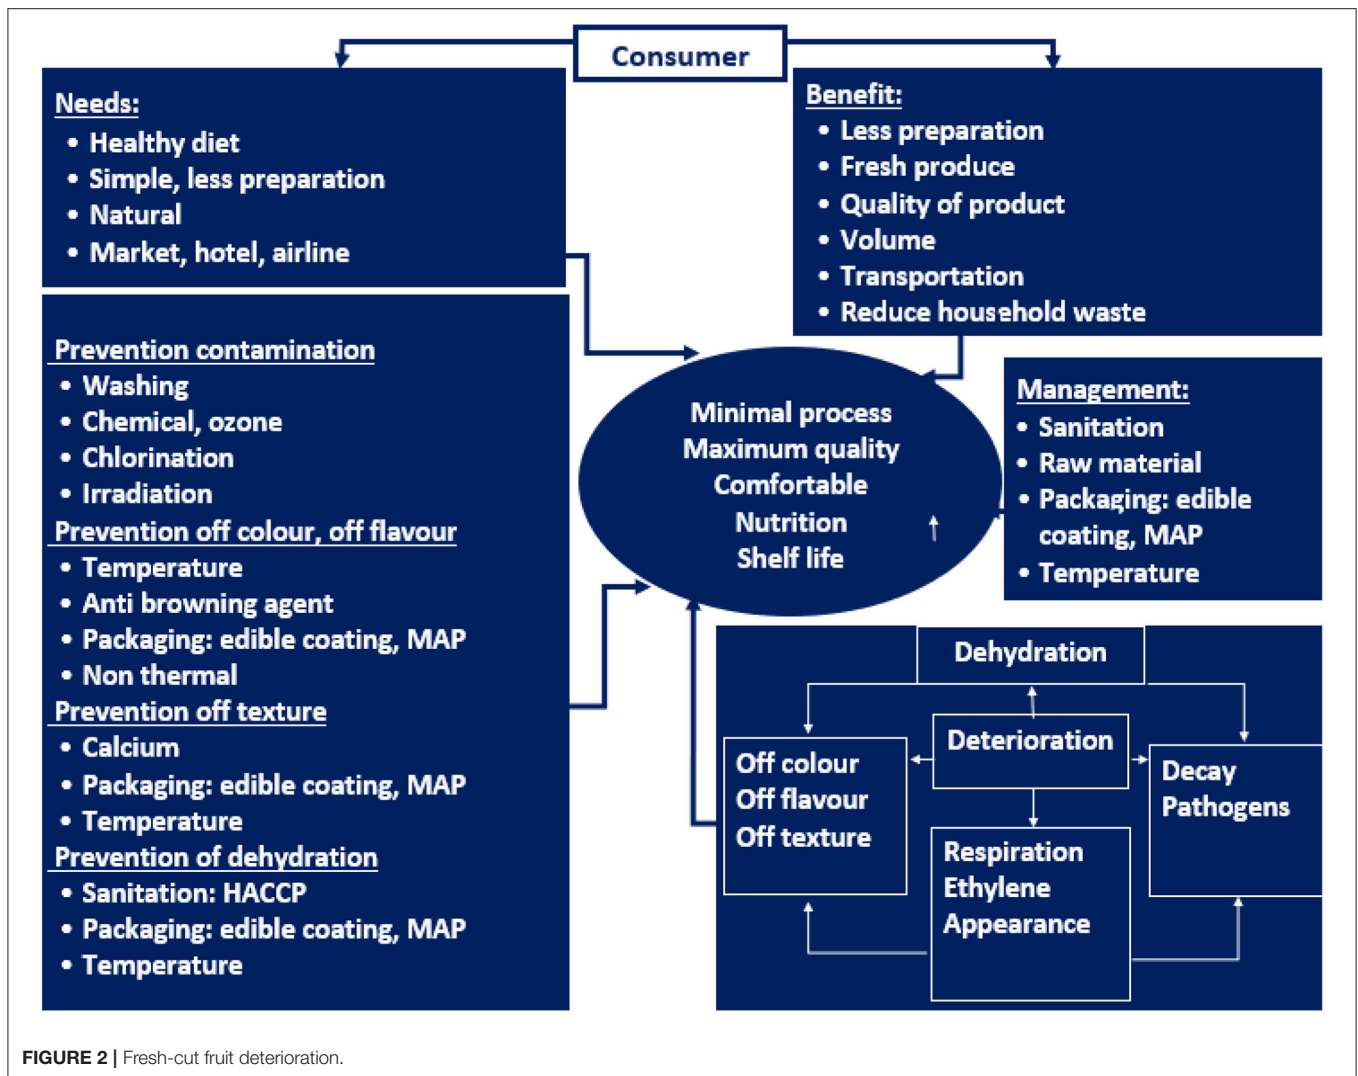 Consumer
Needs:
• Healthy diet
• Simple, less preparation
• Natural
• Market, hotel, airline
Benefit:
• Less preparation
• Fresh produce
• Quality of product
• Volume
• Transportation
• Reduce household waste
Prevention contamination
• Washing
• Chemical, ozone
• Chlorination
• Irradiation
Prevention off colour, off flavour
• Temperature
• Anti browning agent
• Packaging: edible coating, MAP
• Non thermal
Prevention off texture
• Calcium
• Packaging: edible coating, MAP
• Temperature
Prevention of dehydration
• Sanitation: HACCP
• Packaging: edible coating, MAP
• Temperature
Minimal process
Maximum quality
Comfortable
Nutrition
Shelf life
Management:
• Sanitation
• Raw material
• Packaging: edible
coating, MAP
• Temperature
Dehydration
Deterioration
Off colour
Off flavour
Off texture
Decay
Pathogens
Respiration
Ethylene
Appearance
FIGURE 2 | Fresh-cut fruit deterioration.